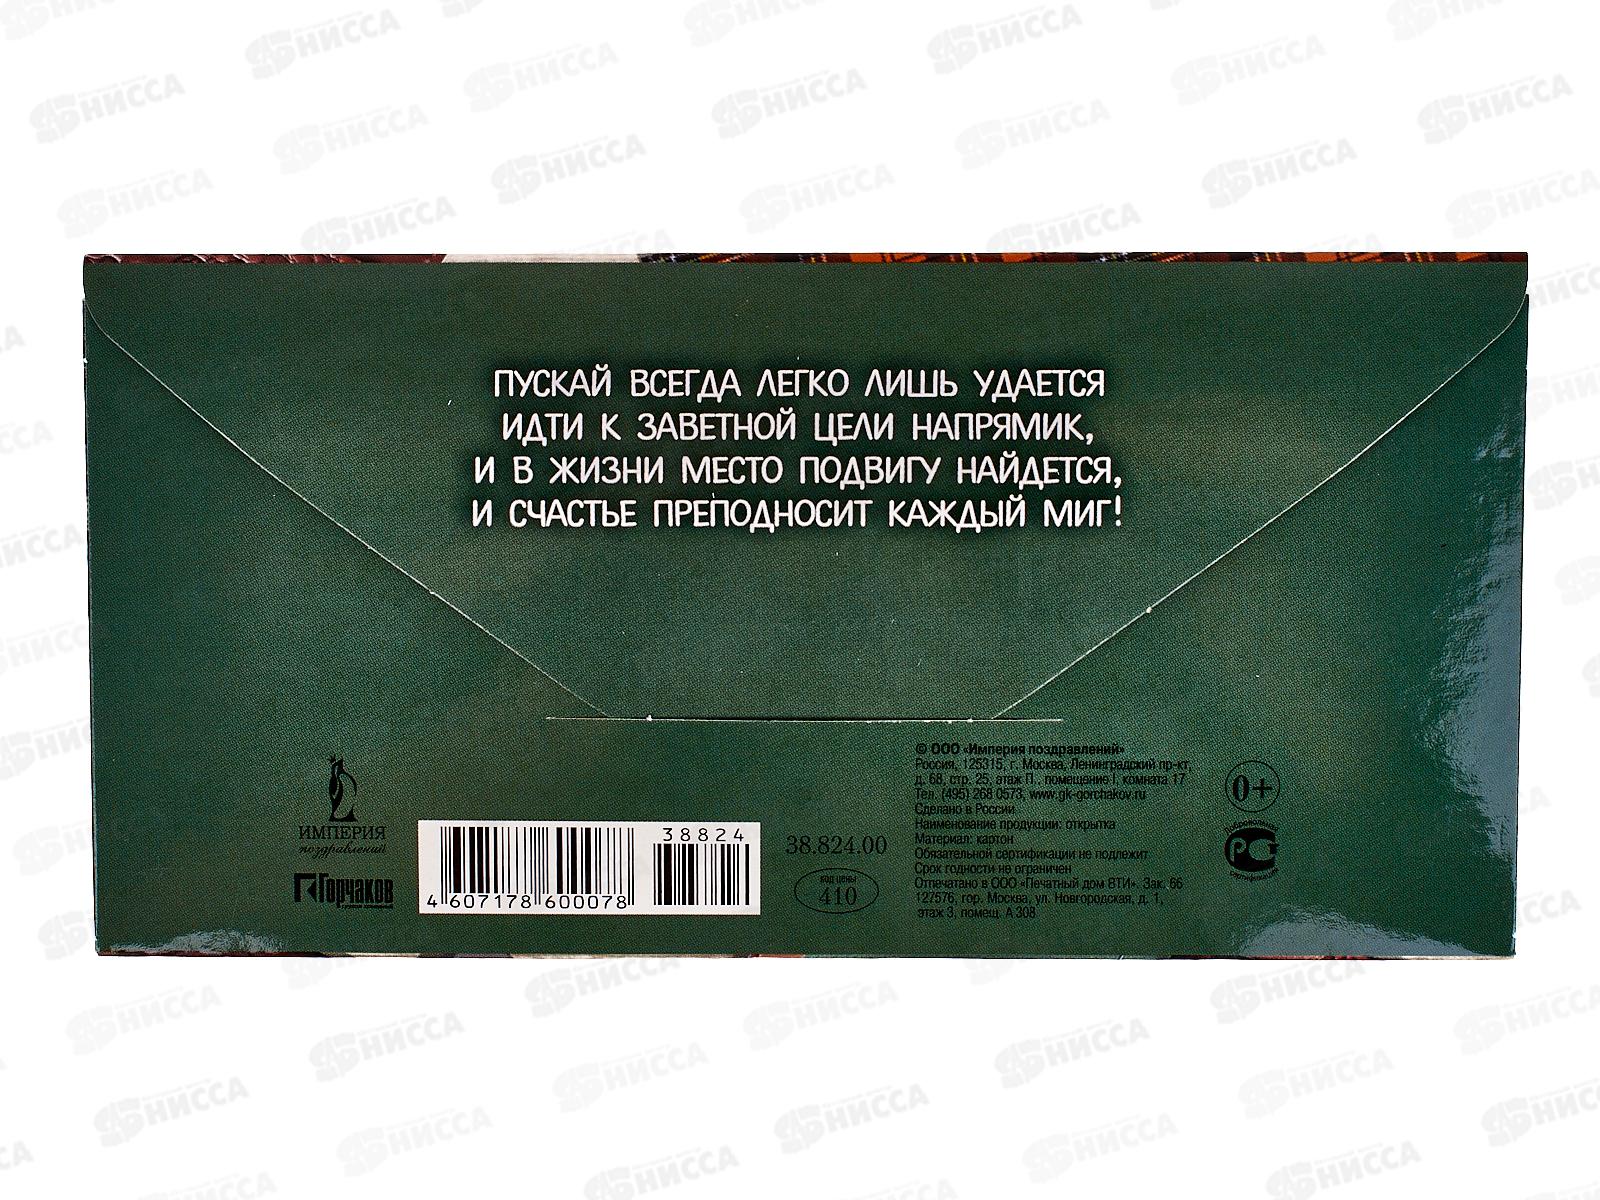 ПУСКАЙ ВСЕГДА ЛЕГКО ЛИШЬ УДАЕТСЯ
ИДТИ К ЗАВЕТНОЙ ЦЕЛИ НАПРЯМИК,
И В ЖИЗНИ МЕСТО ПОДВИГУ НАЙДЕТСЯ,
И СЧАСТЬЕ ПРЕПОДНОСИТ КАЖДЫЙ МИГ!
ИМПЕРИЯ
поздравлений
Горчаков
38824
4 607178 600078
38.824.00
код цены
410
© ООО «Империя поздравлений»
Россия, 125315, г. Москва, Ленинградский пр-кт,
д. 68, стр. 25, этаж П., помещение I, комната 17
Тел. (495) 268 0573, www.gk-gorchakov.ru
Сделано в России
Наименование продукции: открытка
Материал: картон
Обязательной сертификации не подлежит
Срок годности не ограничен
Отпечатано в ООО «Печатный дом ВТИ». Зак. 66
127576, гор. Москва, ул. Новгородская, д. 1,
этаж 3, помещ. А 308
0+
Добровольная
РСТ
сертификация
НИССА